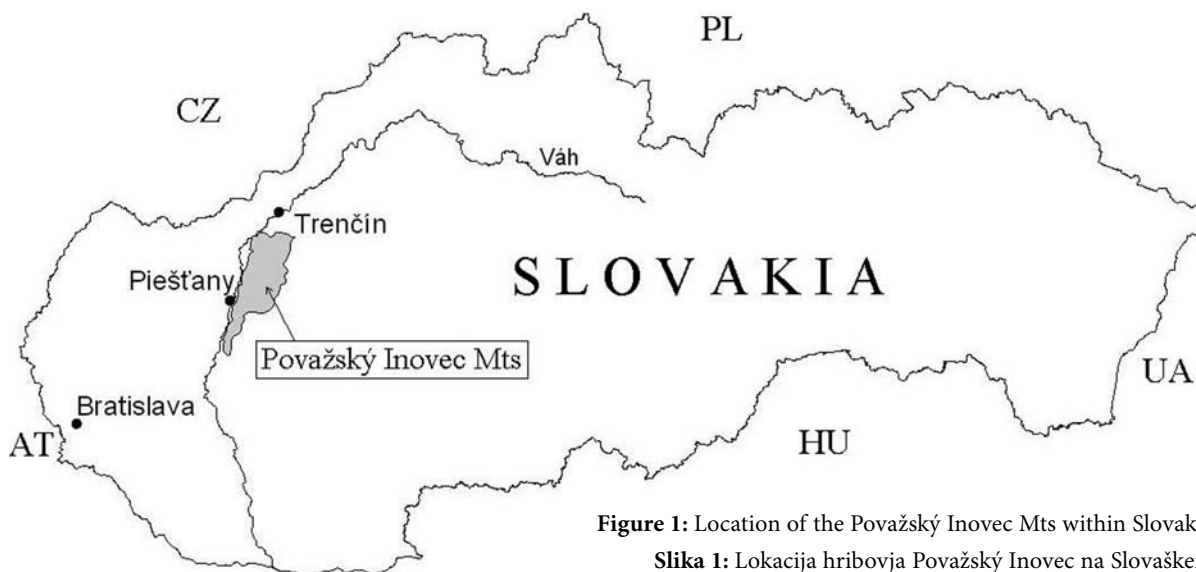 PL
CZ
Váh
Trenčín
Piešťany
SLOVAKIA
Považský Inovec Mts
UA
Bratislava
AT
HU
Figure 1: Location of the Považský Inovec Mts within Slovak
Slika 1: Lokacija hribovja Považský Inovec na Slovaške